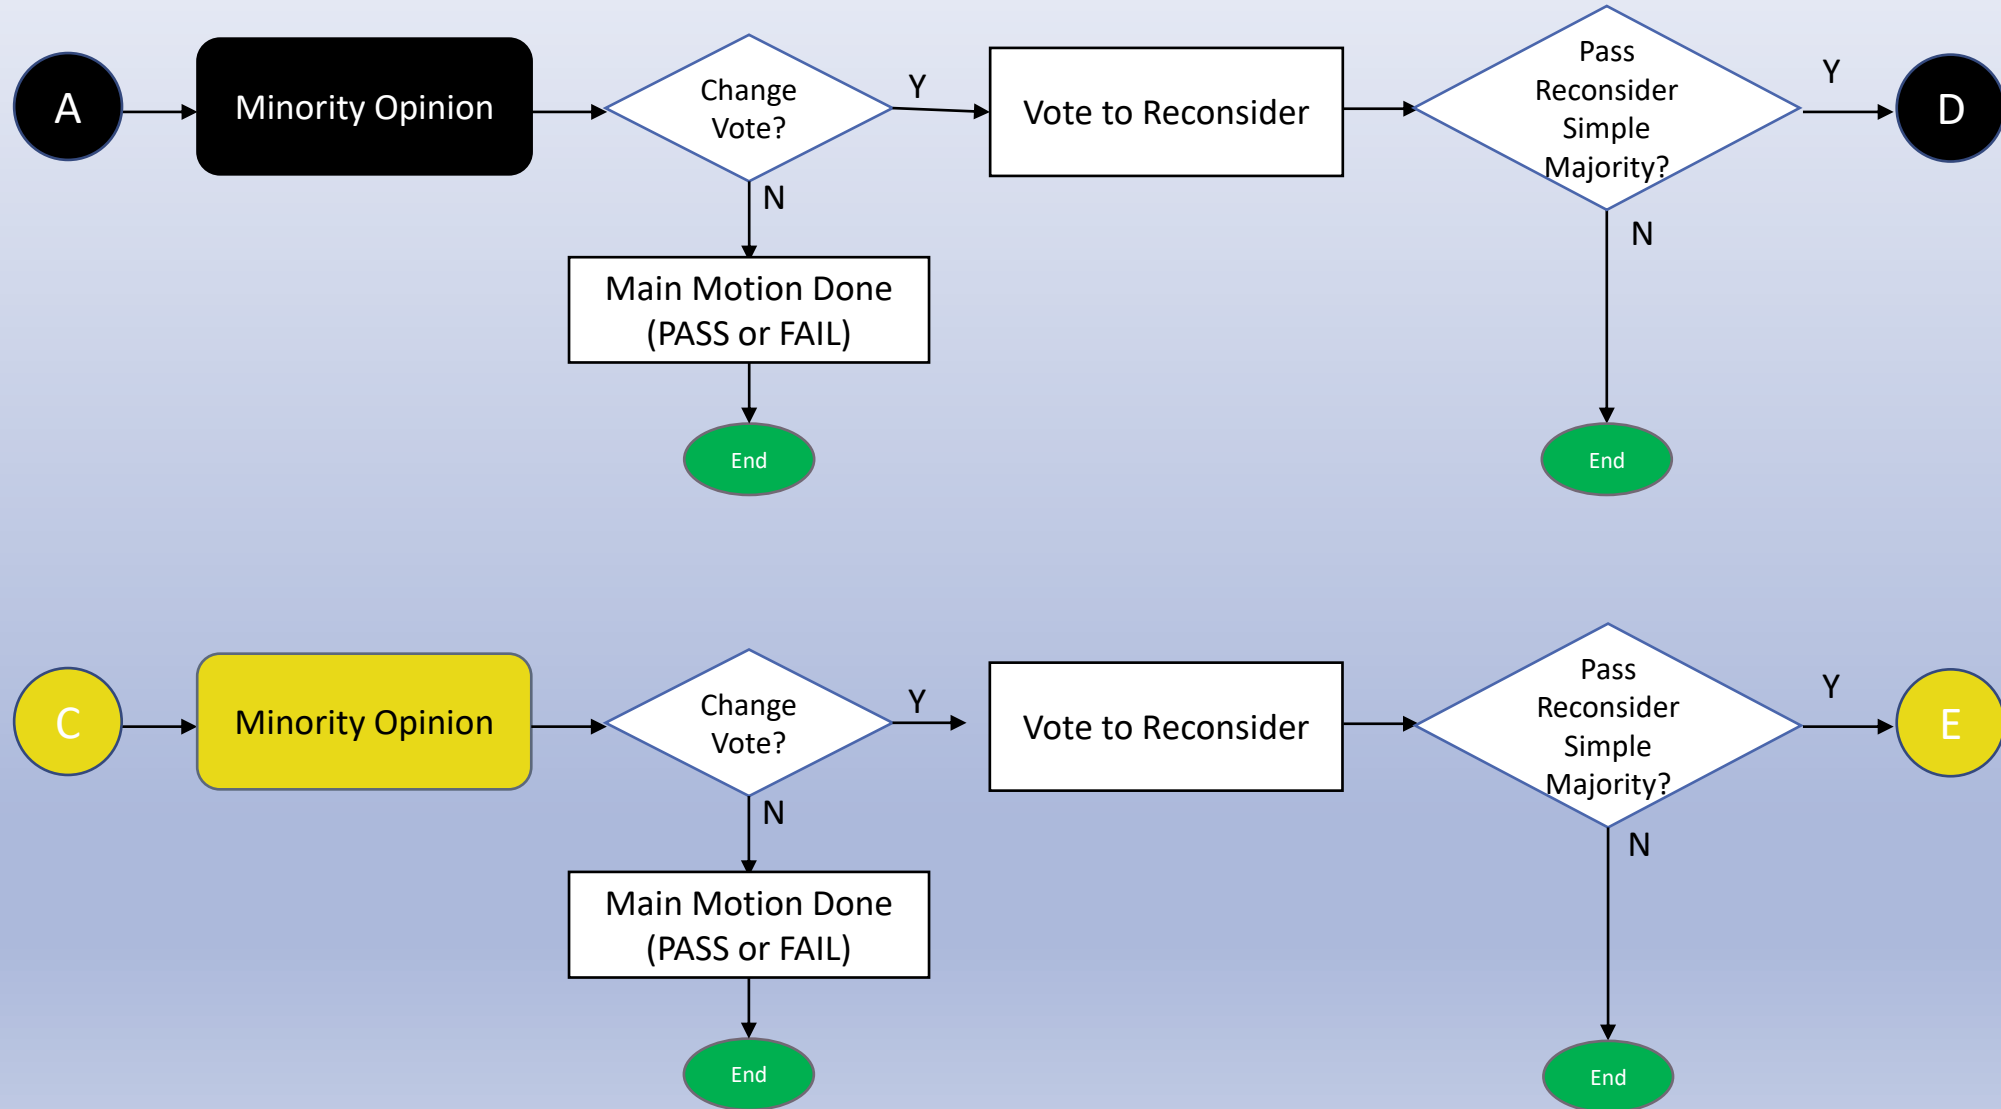 A
Minority Opinion
Change
Vote?
Y
Vote to Reconsider
Pass
Reconsider
Simple
Majority?
Y
D
N
N
Main Motion Done
(PASS or FAIL)
End
End
C
Minority Opinion
Change
Vote?
Y
Vote to Reconsider
Pass
Reconsider
Simple
Majority?
Y
E
N
N
Main Motion Done
(PASS or FAIL)
End
End